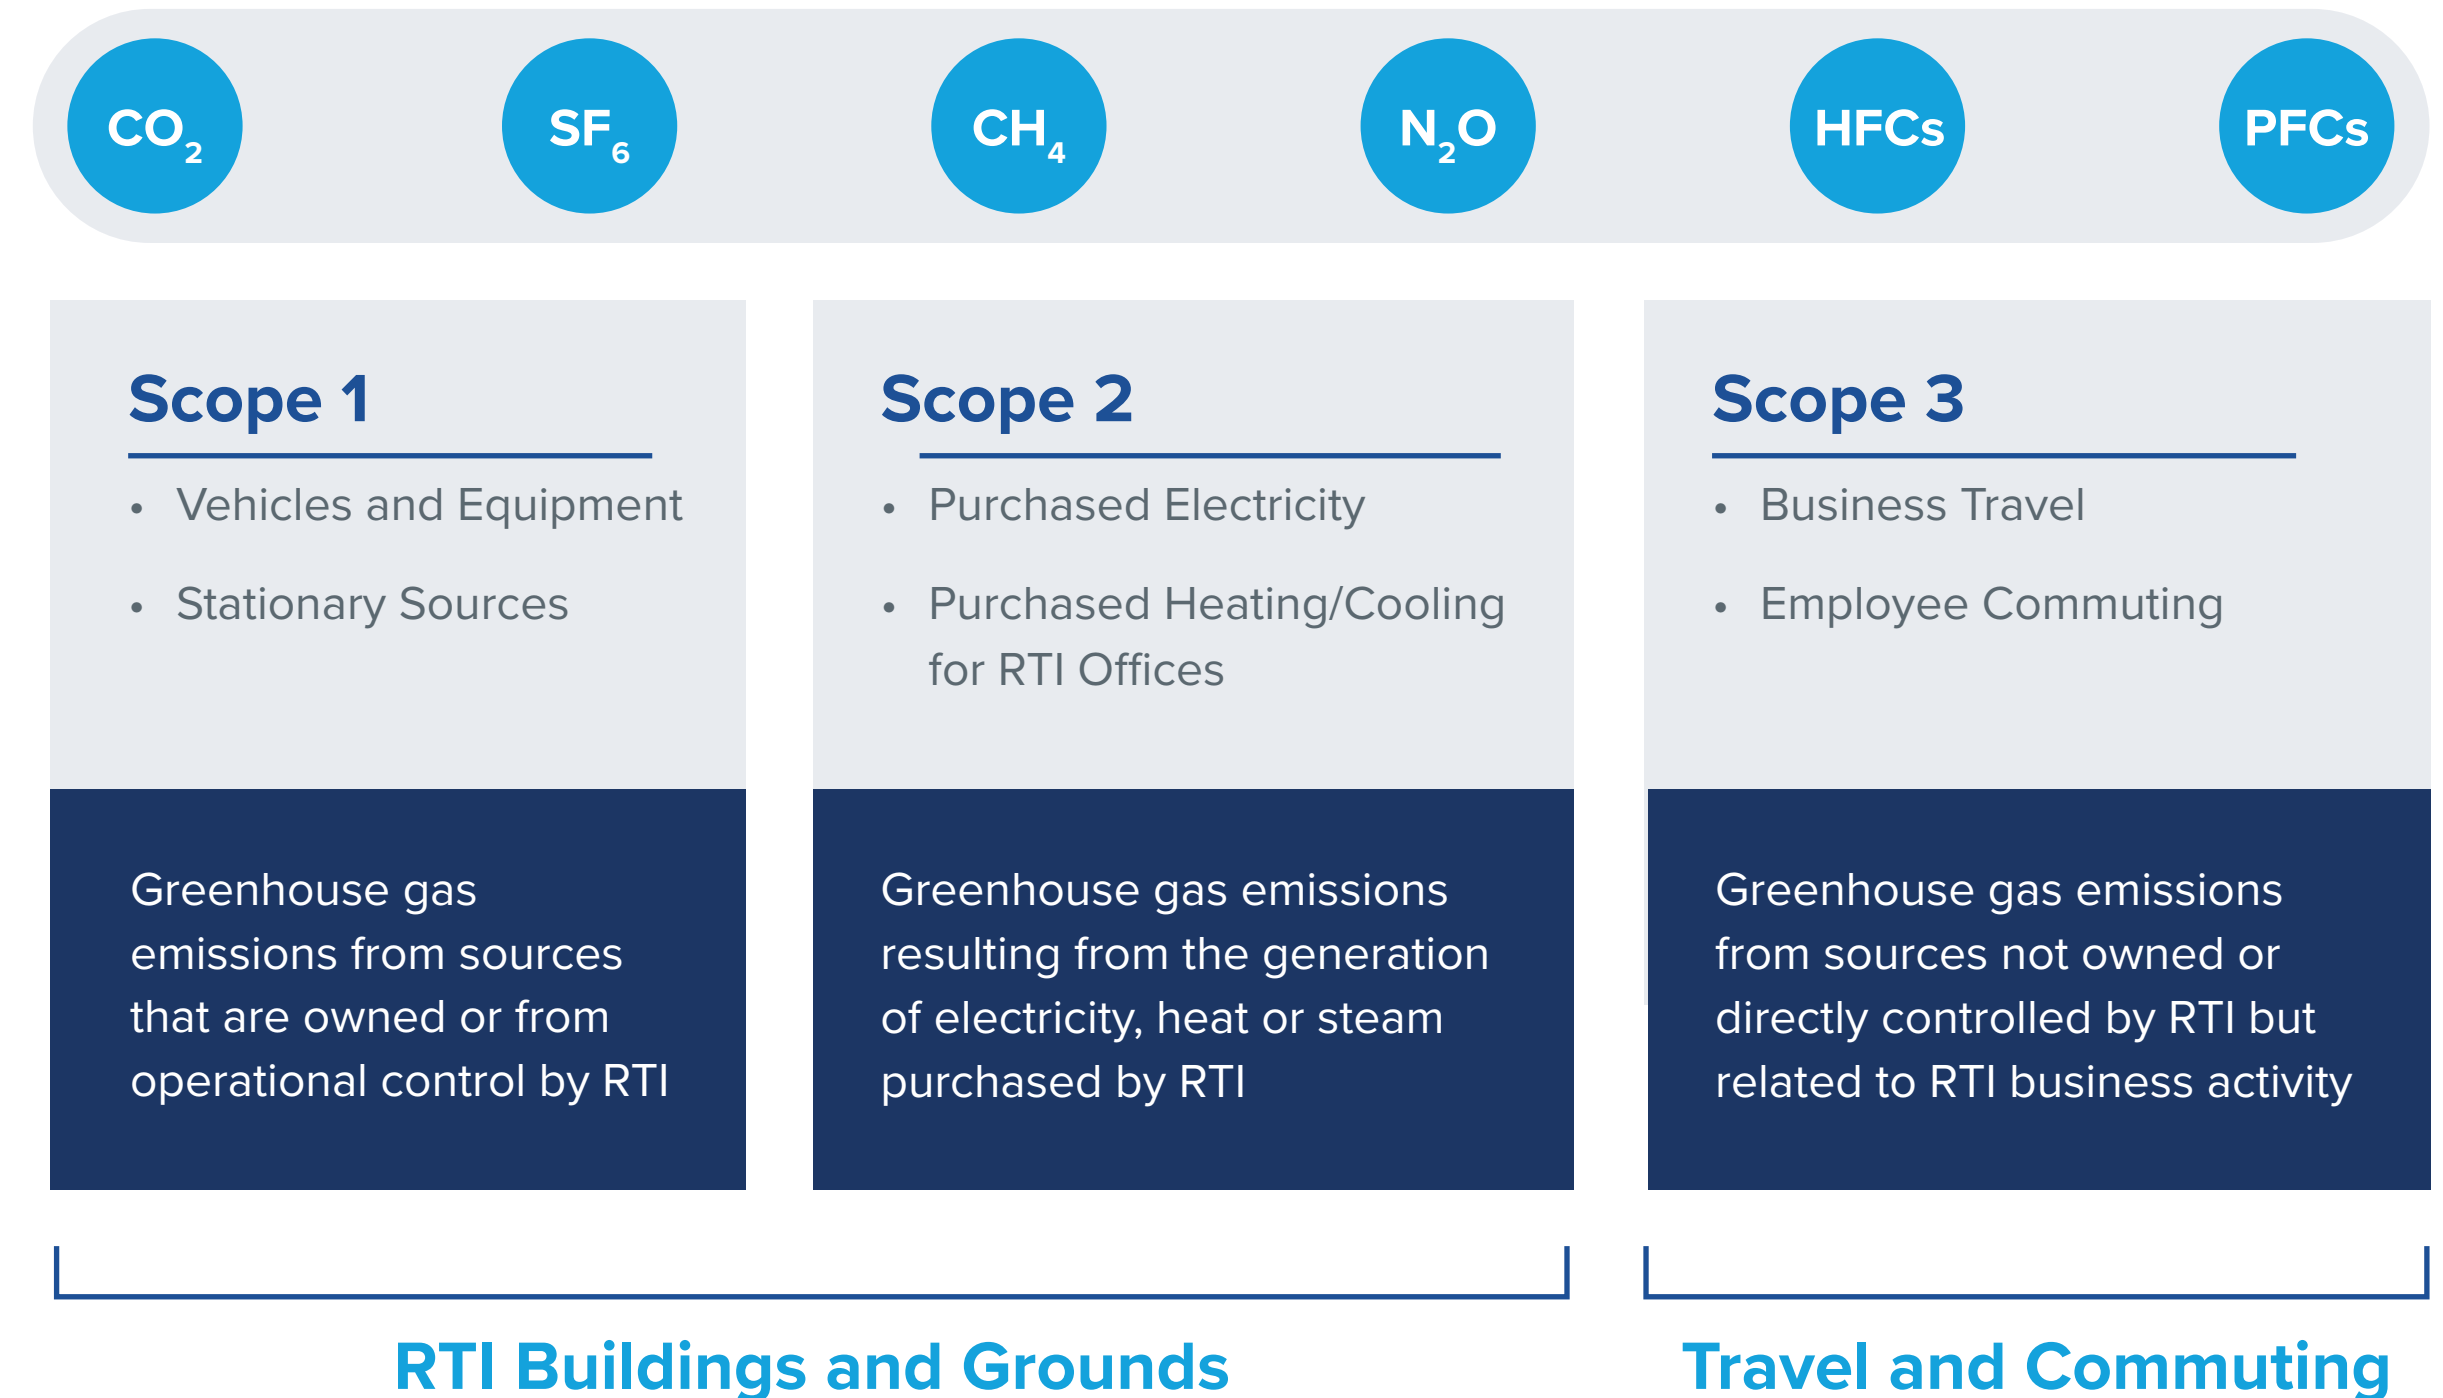 CO₂
SF₆
CH₄
N₂O
HFCs
PFCs
Scope 1
• Vehicles and Equipment
• Stationary Sources
Greenhouse gas
emissions from sources
that are owned or from
operational control by RTI
Scope 2
• Purchased Electricity
• Purchased Heating/Cooling
for RTI Offices
Greenhouse gas emissions
resulting from the generation
of electricity, heat or steam
purchased by RTI
Scope 3
• Business Travel
• Employee Commuting
Greenhouse gas emissions
from sources not owned or
directly controlled by RTI but
related to RTI business activity
RTI Buildings and Grounds
Travel and Commuting